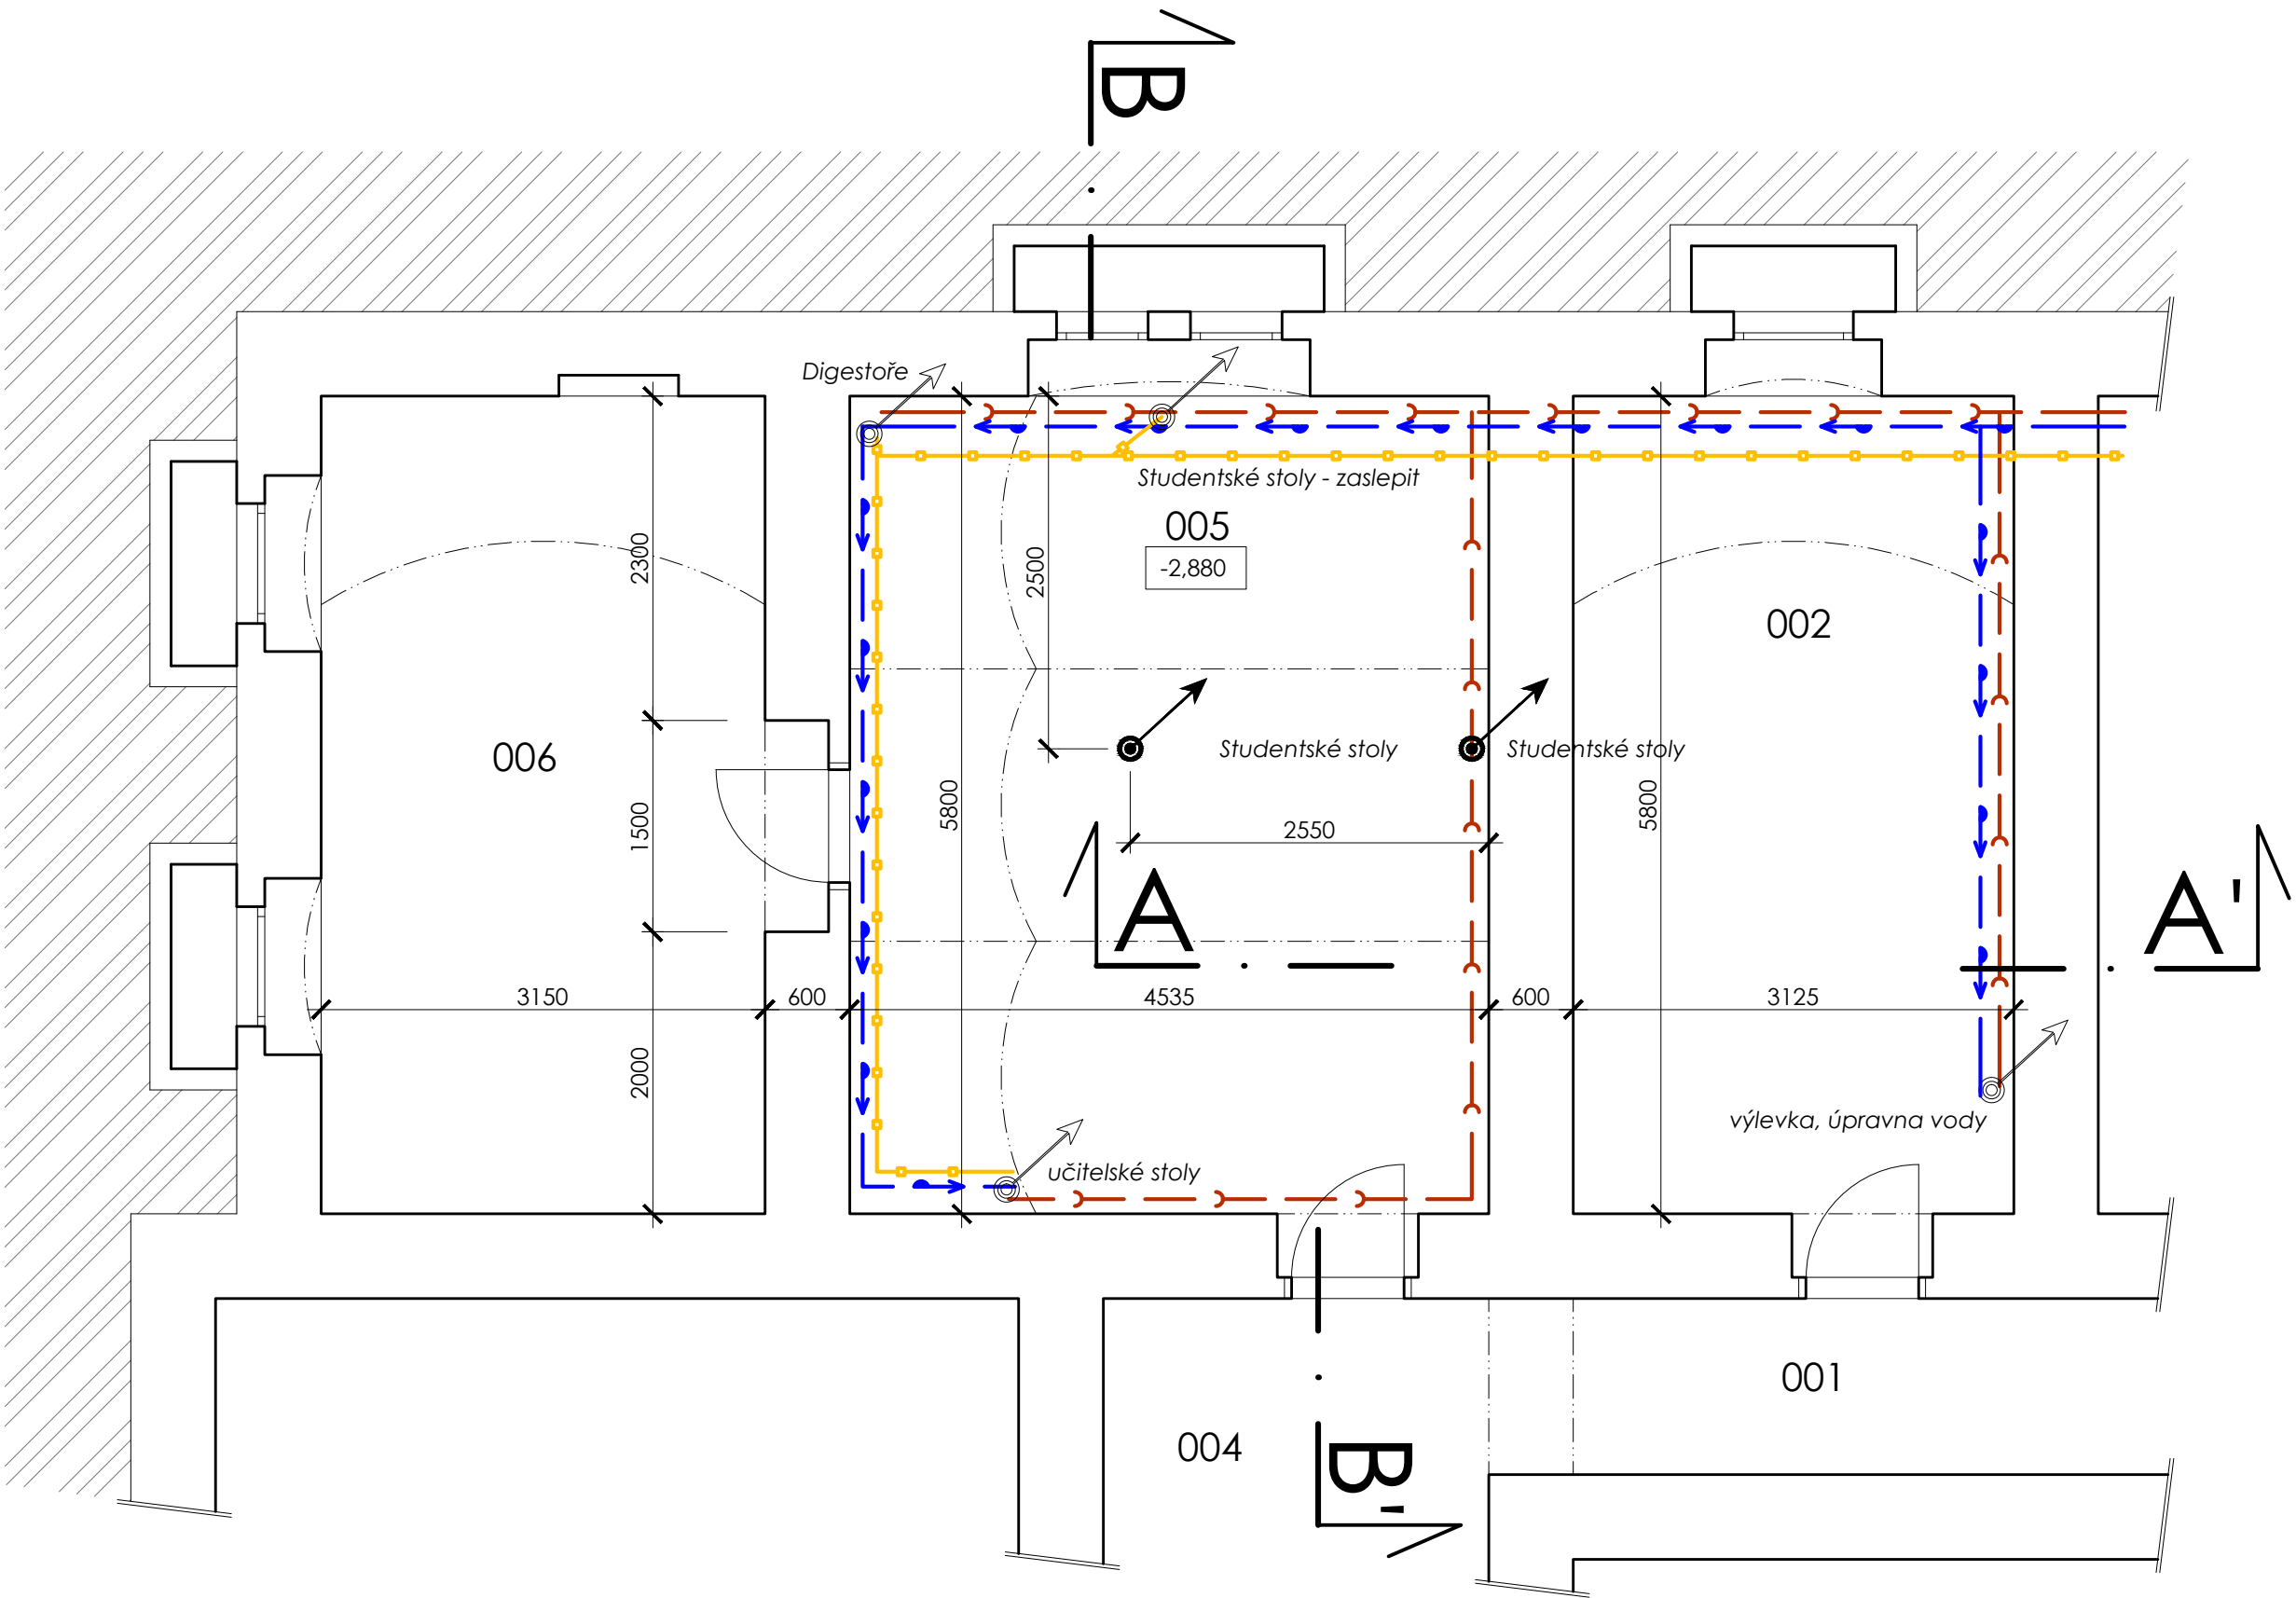 B
Digestoře
Studentské stoly - zaslepit
005
-2,880
2300
2500
002
006
Studentské stoly
Studentské stoly
1500
5800
5800
2550
A
A'
3150
600
4535
600
3125
2000
výlevka, úpravna vody
učitelské stoly
001
004
B'